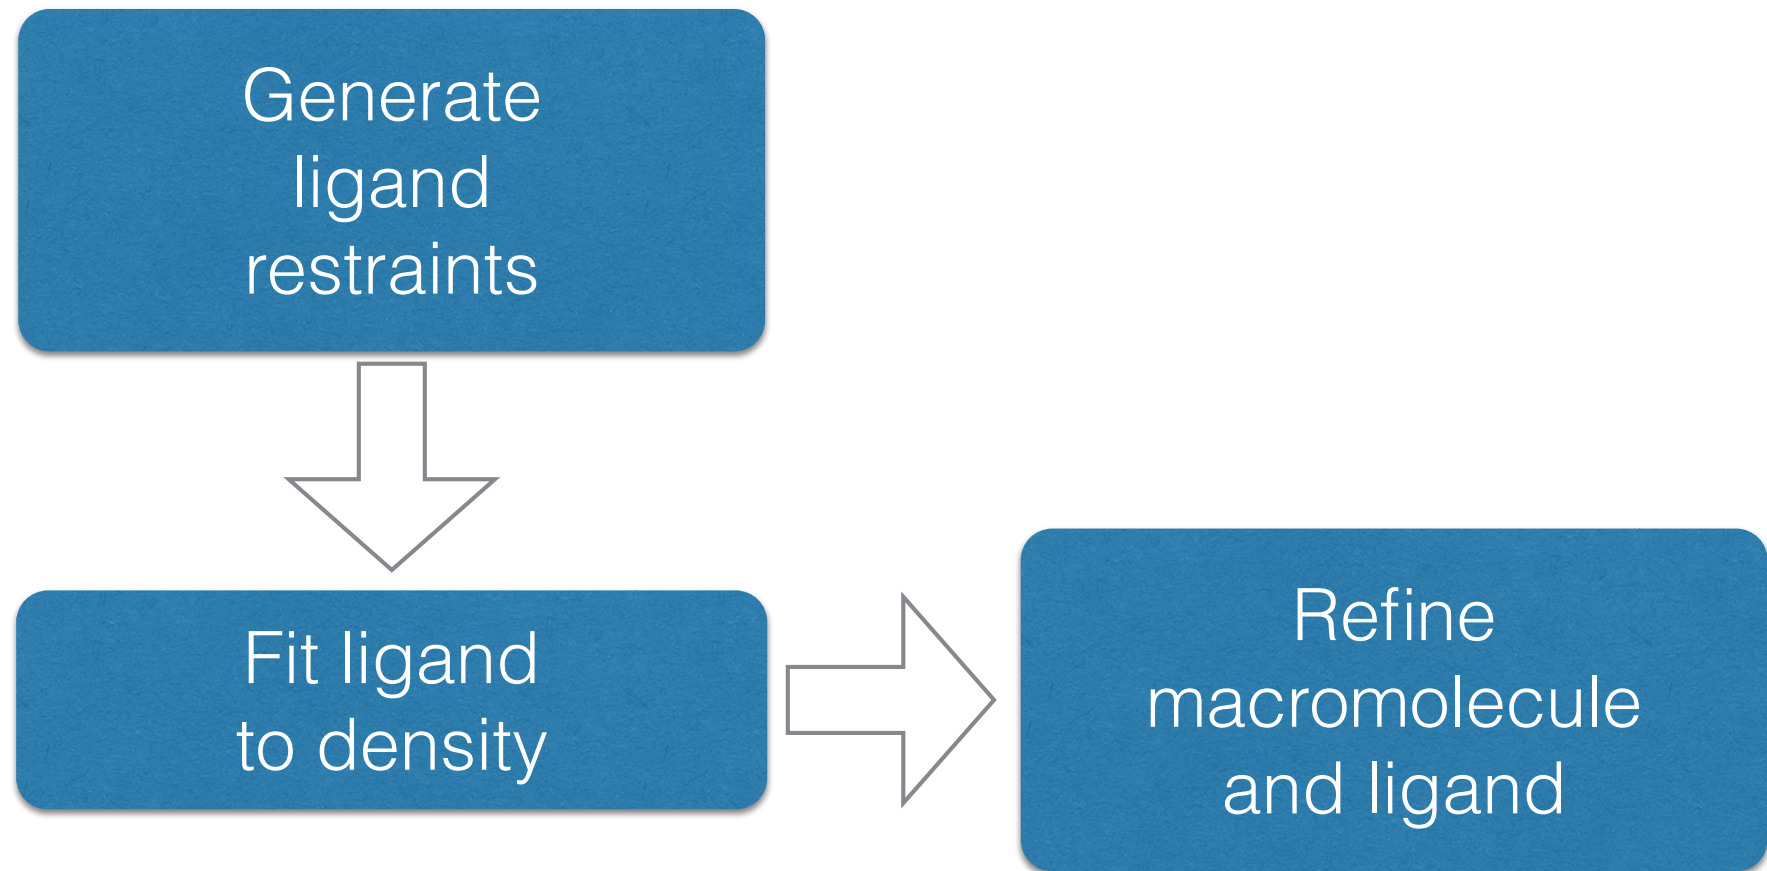 Generate
ligand
restraints
Fit ligand
to density
Refine
macromolecule
and ligand